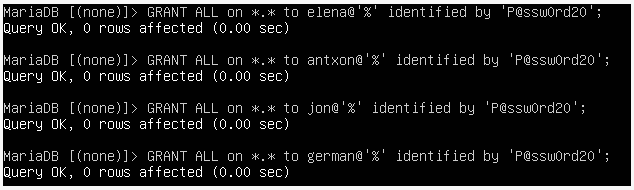 MariaDB [(none)]> GRANT ALL on *.* to elena@'%' identified by 'P@ssw0rd20';
Query OK, 0 rows affected (0.00 sec)
MariaDB [(none)]> GRANT ALL on *.* to antxon@'%' identified by 'P@ssw0rd20';
Query OK, 0 rows affected (0.00 sec)
MariaDB [(none)]> GRANT ALL on *.* to jon@'%' identified by 'P@ssw0rd20';
Query OK, 0 rows affected (0.00 sec)
MariaDB [(none)]> GRANT ALL on *.* to german@'%' identified by 'P@ssw0rd20';
Query OK, 0 rows affected (0.00 sec)